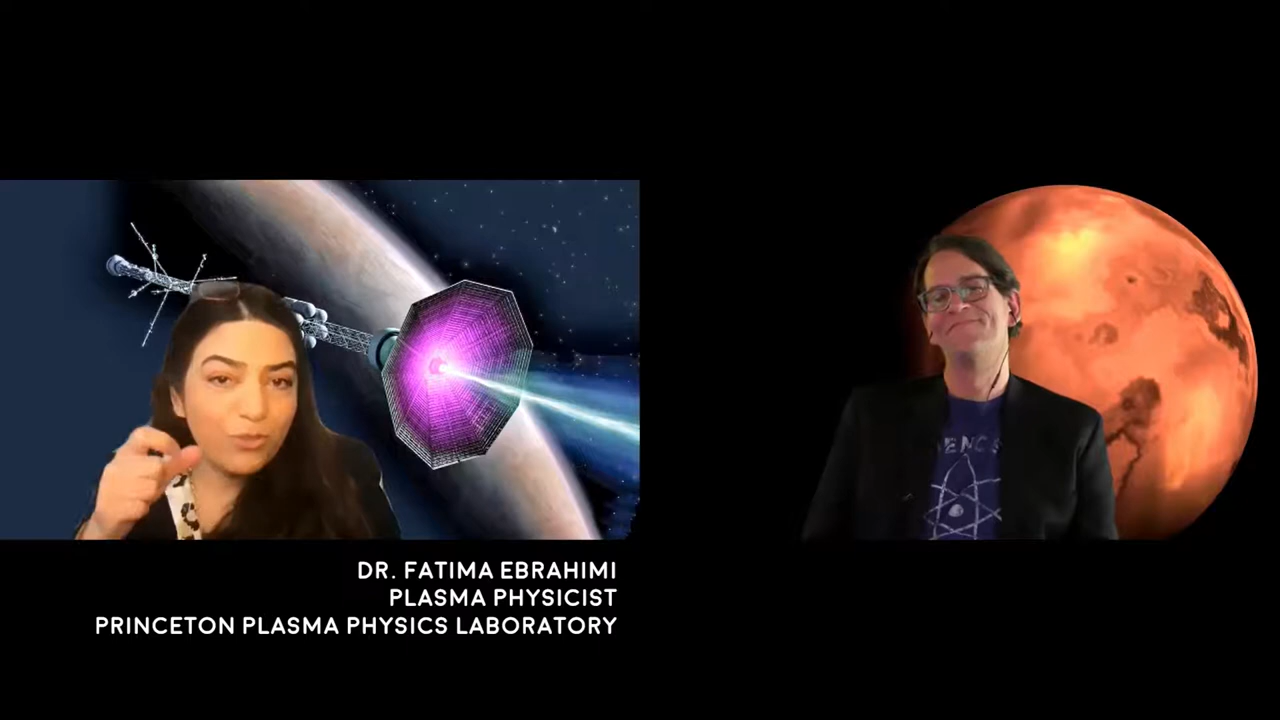 DR. FATIMA EBRAHIMI
PLASMA PHYSICIST
PRINCETON PLASMA PHYSICS LABORATORY